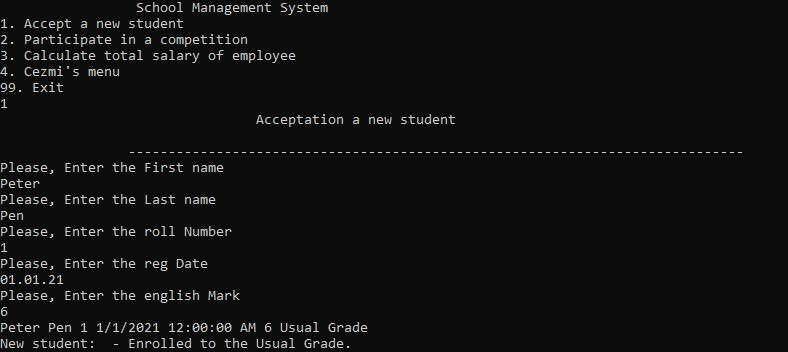 School Management System
1. Accept a new student
2. Participate in a competition
3. Calculate total salary of employee
4. Cezmi's menu
99. Exit
1
Acceptation a new student
-----------------------------------------------------------------------------
Please, Enter the First name
Peter
Please, Enter the Last name
Pen
Please, Enter the roll Number
1
Please, Enter the reg Date
01.01.21
Please, Enter the english Mark
6
Peter Pen 1 1/1/2021 12:00:00 AM 6 Usual Grade
New student:  - Enrolled to the Usual Grade.